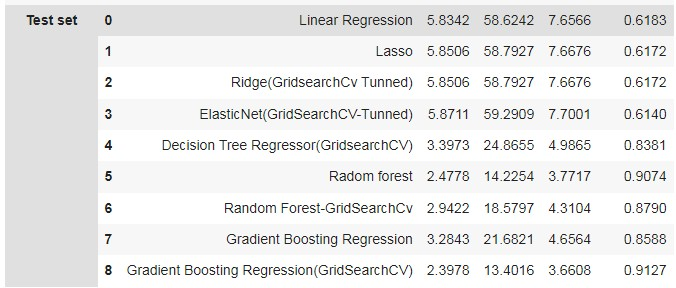 Test set 0 Linear Regression 5.8342 58.6242 7.6566 0.6183
1 Lasso 5.8506 58.7927 7.6676 0.6172
2 Ridge(GridsearchCv Tunned) 5.8506 58.7927 7.6676 0.6172
3 ElasticNet(GridSearchCV-Tunned) 5.8711 59.2909 7.7001 0.6140
4 Decision Tree Regressor(GridsearchCV) 3.3973 24.8655 4.9865 0.8381
5 Radom forest 2.4778 14.2254 3.7717 0.9074
6 Random Forest-GridSearchCv 2.9422 18.5797 4.3104 0.8790
7 Gradient Boosting Regression 3.2843 21.6821 4.6564 0.8588
8 Gradient Boosting Regression(GridSearchCV) 2.3978 13.4016 3.6608 0.9127